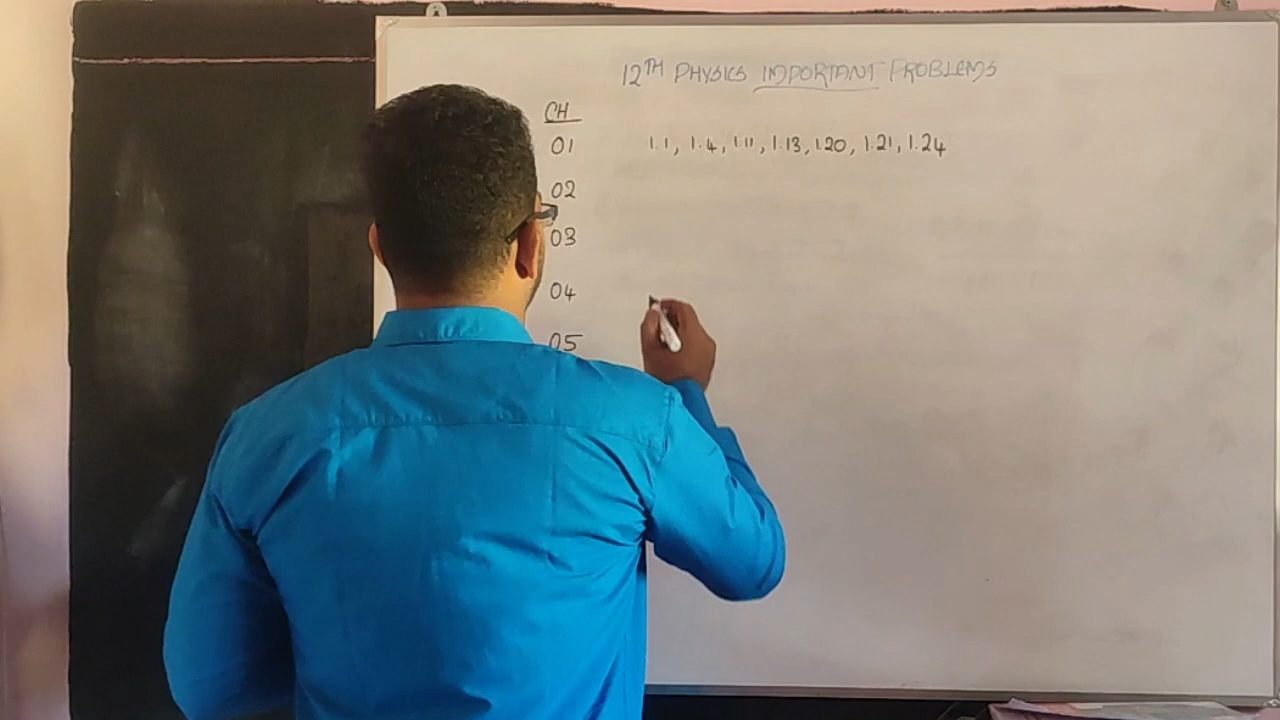 12TH PHYSICS IMPORTANT PROBLEMS
CH
01 1.1, 1.4, 1.11, 1.13, 1.20, 1.21, 1.24
02
03
04
05